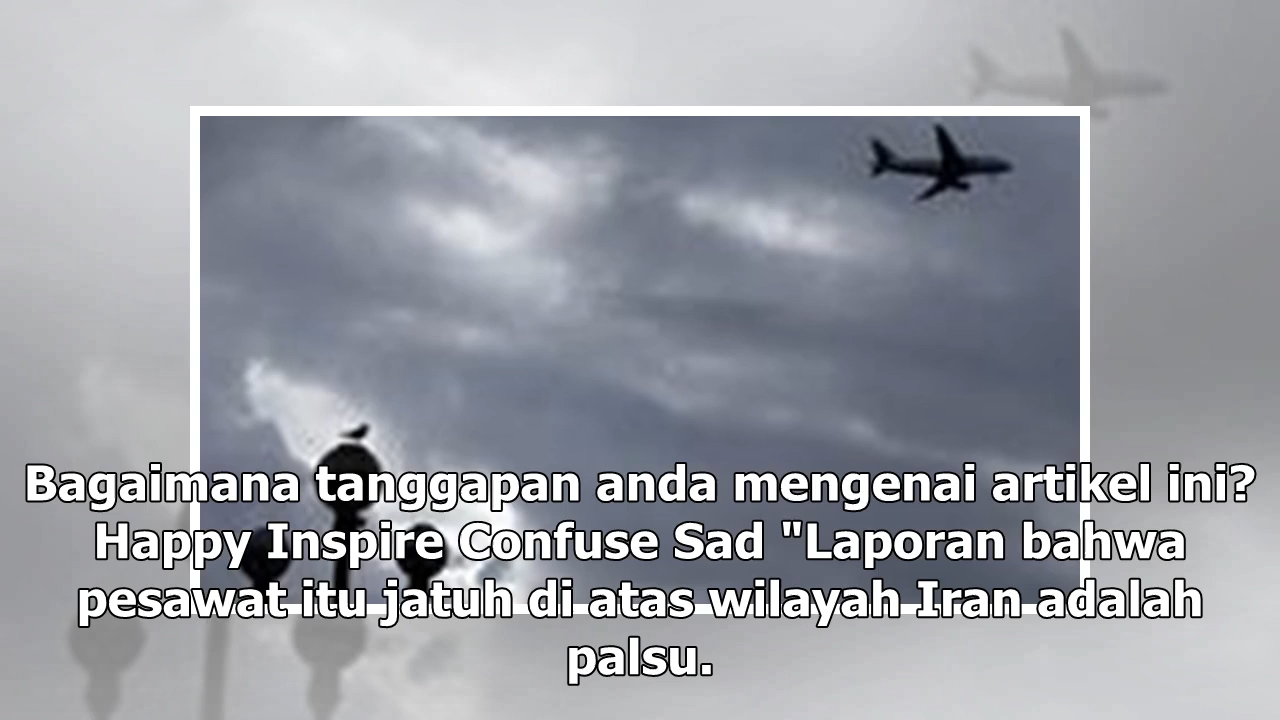 Bagaimana tanggapan anda mengenai artikel ini?
Happy Inspire Confuse Sad "Laporan bahwa
pesawat itu jatuh di atas wilayah Iran adalah
palsu.